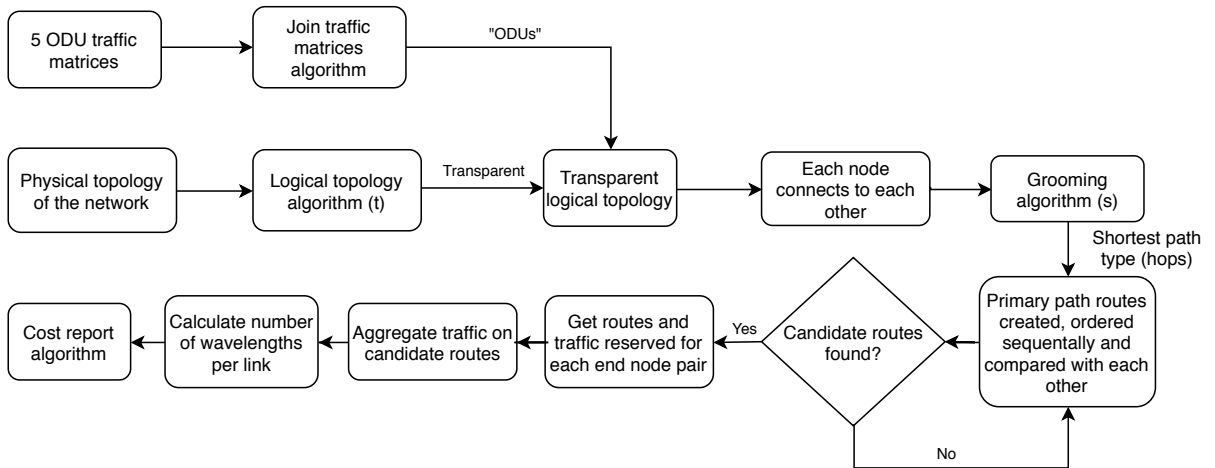 5 ODU traffic
matrices
Join traffic
matrices
algorithm
"ODUs"
Physical topology
of the network
Logical topology
algorithm (t)
Transparent
Transparent
logical topology
Each node
connects to each
other
Grooming
algorithm (s)
Shortest path
type (hops)
Primary path routes
created, ordered
sequentially and
compared with each
other
Candidate routes
found?
No
Yes
Get routes and
traffic reserved for
each end node pair
Aggregate traffic on
candidate routes
Calculate number
of wavelengths
per link
Cost report
algorithm